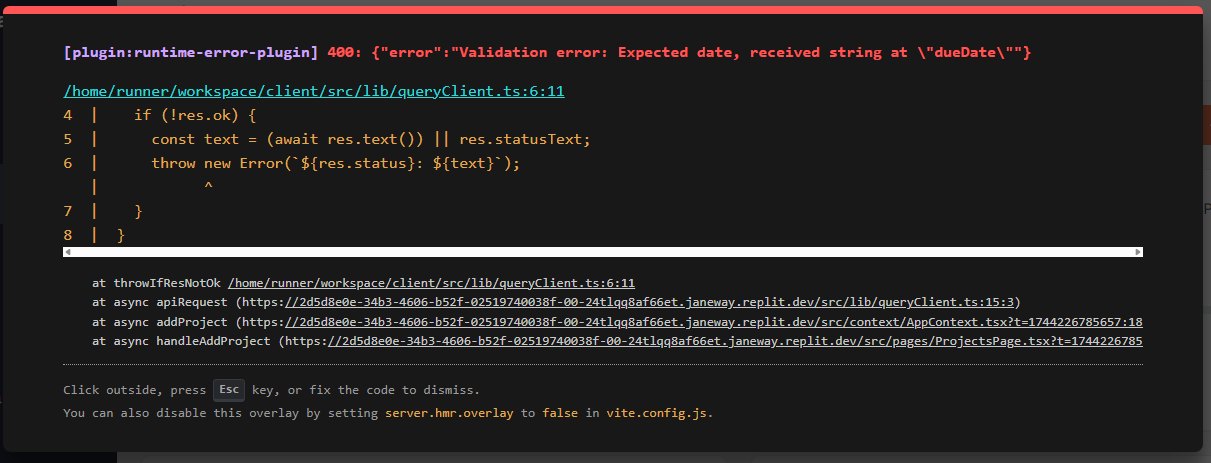 [plugin:runtime-error-plugin] 400: {"error":"Validation error: Expected date, received string at \"dueDate\""}
/home/runner/workspace/client/src/lib/queryClient.ts:6:11
4  |    if (!res.ok) {
5  |      const text = (await res.text()) || res.statusText;
6  |      throw new Error(`${res.status}: ${text}`);
   |            ^
7  |    }
8  |  }
at throwIfResNotOk /home/runner/workspace/client/src/lib/queryClient.ts:6:11
at async apiRequest (https://2d5d8e0e-34b3-4606-b52f-02519740038f-00-24tlqq8af66et.janeway.replit.dev/src/lib/queryClient.ts:15:3)
at async addProject (https://2d5d8e0e-34b3-4606-b52f-02519740038f-00-24tlqq8af66et.janeway.replit.dev/src/context/AppContext.tsx?t=1744226785657:18
at async handleAddProject (https://2d5d8e0e-34b3-4606-b52f-02519740038f-00-24tlqq8af66et.janeway.replit.dev/src/pages/ProjectsPage.tsx?t=1744226785
Click outside, press Esc key, or fix the code to dismiss.
You can also disable this overlay by setting server.hmr.overlay to false in vite.config.js.